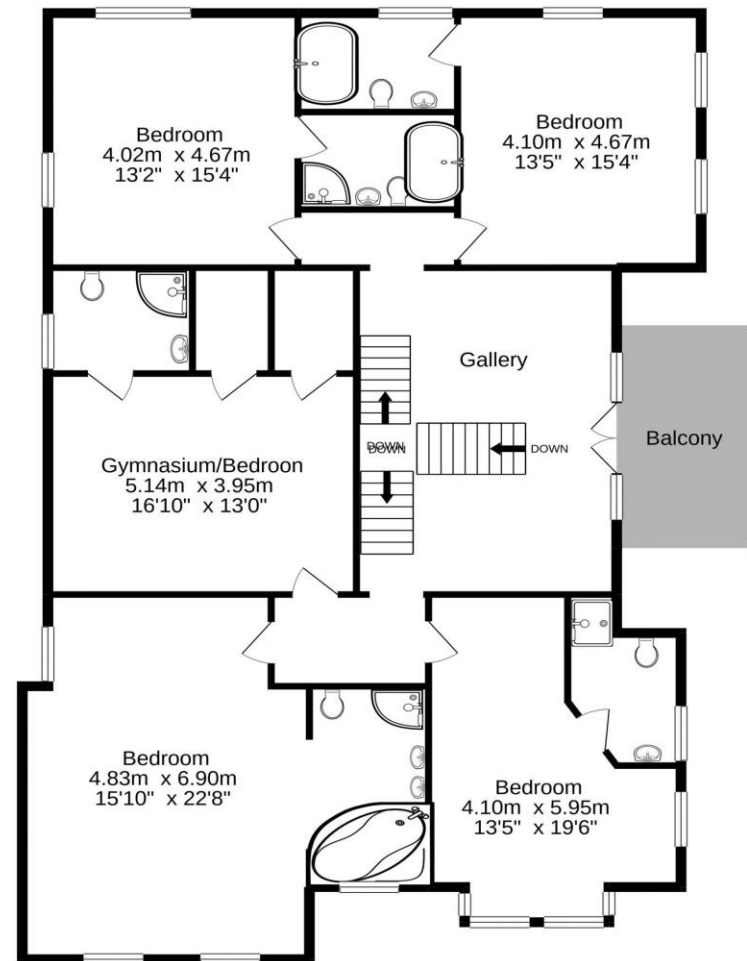 Bedroom
4.02m x 4.67m
13'2" x 15'4"
Bedroom
4.10m x 4.67m
13'5" x 15'4"
Gallery
Balcony
DOWN
DOWN
DOWN
Gymnasium/Bedroon
5.14m x 3.95m
16'10" x 13'0"
Bedroom
4.83m x 6.90m
15'10" x 22'8"
Bedroom
4.10m x 5.95m
13'5" x 19'6"